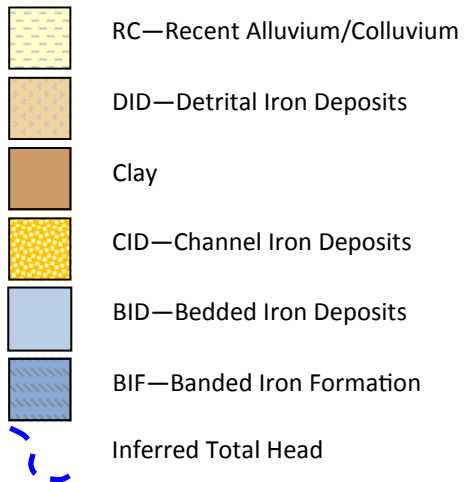 RC—Recent Alluvium/Colluvium
DID—Detrital Iron Deposits
Clay
CID—Channel Iron Deposits
BID—Bedded Iron Deposits
BIF—Banded Iron Formation
Inferred Total Head